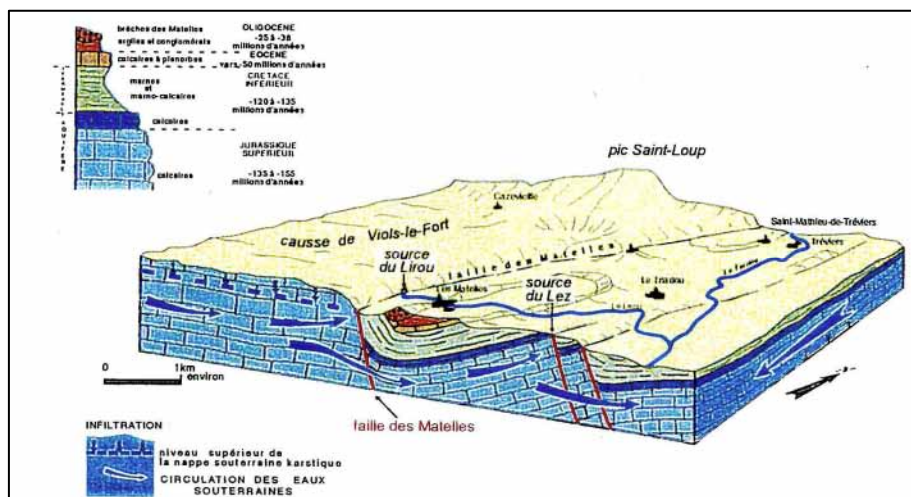 brèches des Matelles
argiles et conglomérats
OLIGOCENE
-25 à -36
millions d'années
calcaires à planorbes
EOCENE
vers -50 millions d'années
marnes
et
marno-calcaires
CRETACE
INFERIEUR
-120 à -135
millions d'années
calcaires
JURASSIQUE
SUPERIEUR
-135 à -155
millions d'années
calcaires
AQUIFERE
pic Saint-Loup
Cazevieille
Saint-Mathieu-de-Tréviers
Tréviers
causse de Viols-le-Fort
faille des Matelles
source
du Lirou
Les Matelles
source
du Lez
Le Triadou
0 1km
environ
faille des Matelles
INFILTRATION
niveau supérieur de
la nappe souterraine karstique
CIRCULATION DES EAUX
SOUTERRAINES